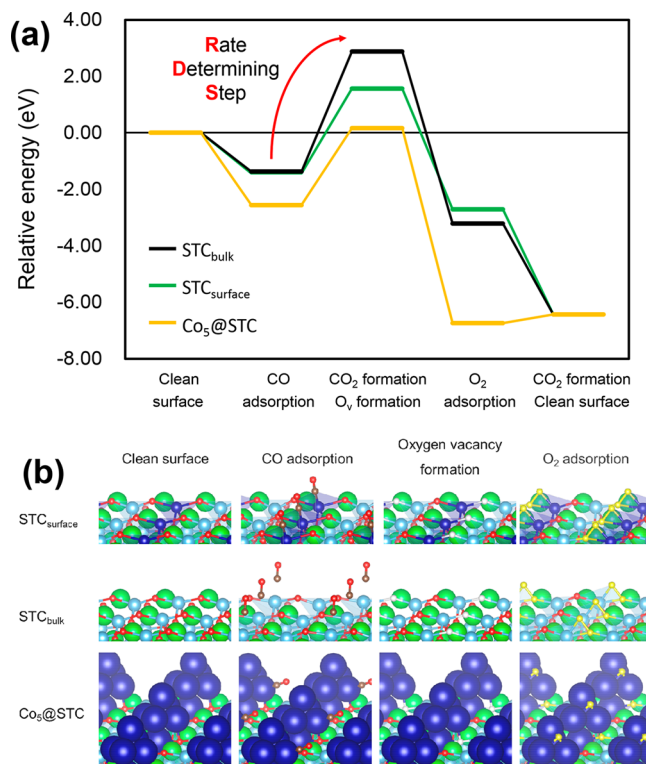 (a)
4.00
2.00
0.00
-2.00
-4.00
-6.00
-8.00
Relative energy (eV)
Rate
Determining
Step
STCbulk
STCsurface
Co5@STC
Clean
surface
CO
adsorption
CO2 formation
Ov formation
O2
adsorption
CO2 formation
Clean surface
(b)
Clean surface
CO adsorption
Oxygen vacancy
formation
O2 adsorption
STCsurface
STCbulk
Co5@STC